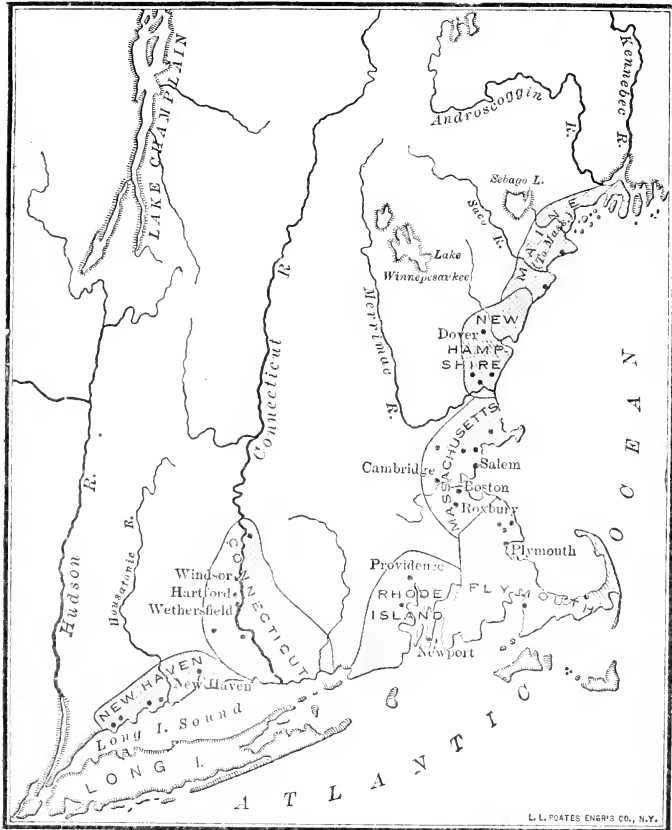 Kennebec R.
LAKE CHAMPLAIN
Androscoggin R.
Sebago L.
Saco R.
MAINE
(To Mass.)
Lake
Winnepesaukee
Merrimac R.
NEW
Dover
HAMP
SHIRE
Connecticut R
OCEAN
MASSACHUSETTS
Cambridge
Salem
Boston
Roxbury
Hudson R.
Housatonic R.
Plymouth
CONNECTICUT
Providence
Windsor
Hartford
Wethersfield
RHODE
ISLAND
PLYMOUTH
Newport
NEW HAVEN
New Haven
Long I. Sound
LONG I.
ATLANTIC
L.L. POATES ENGR'G CO., N.Y.